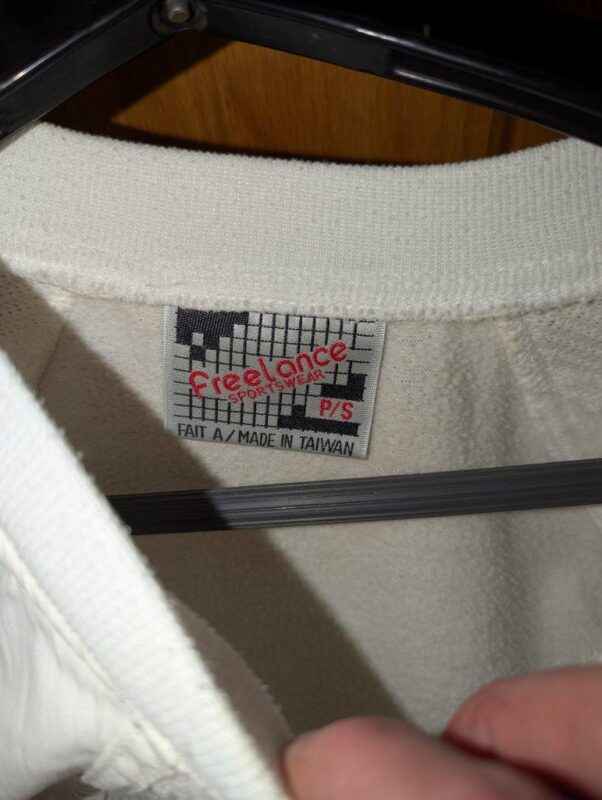 Freelance
SPORTSWEAR
P/S
FAIT A/MADE IN TAIWAN